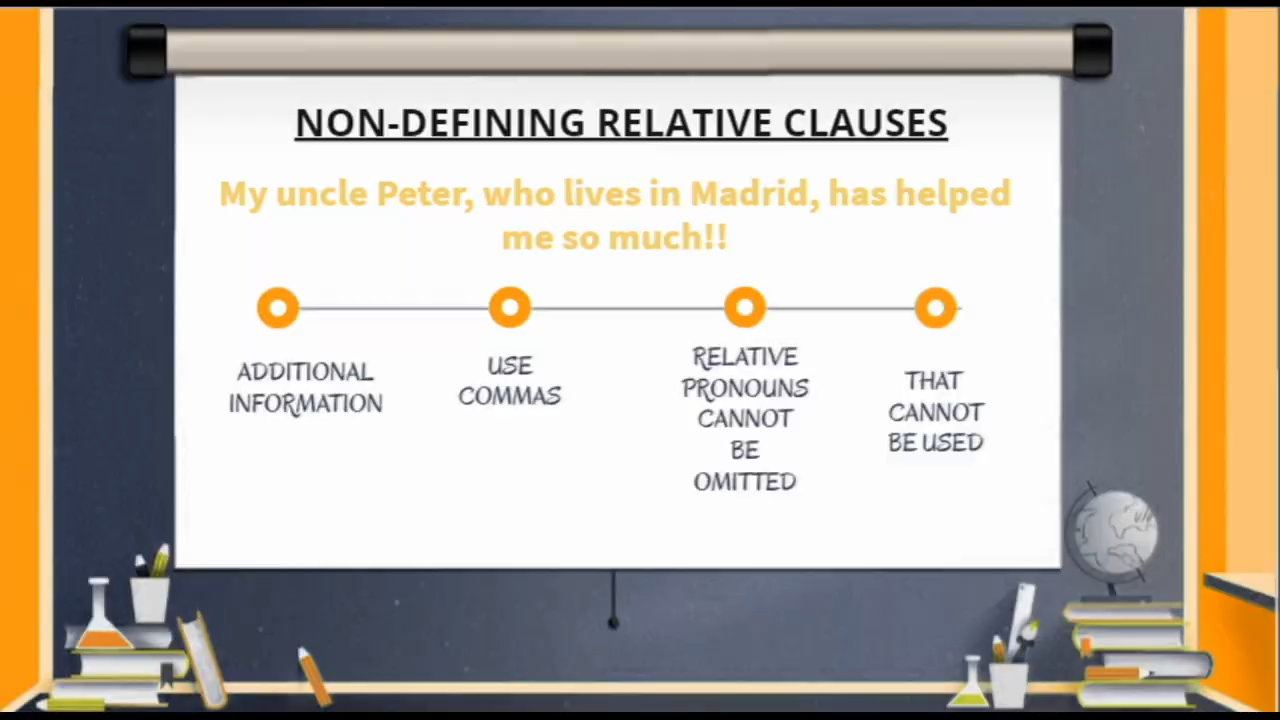 NON-DEFINING RELATIVE CLAUSES
My uncle Peter, who lives in Madrid, has helped
me so much!!
ADDITIONAL
INFORMATION
USE
COMMAS
RELATIVE
PRONOUNS
CANNOT
BE
OMITTED
THAT
CANNOT
BE USED